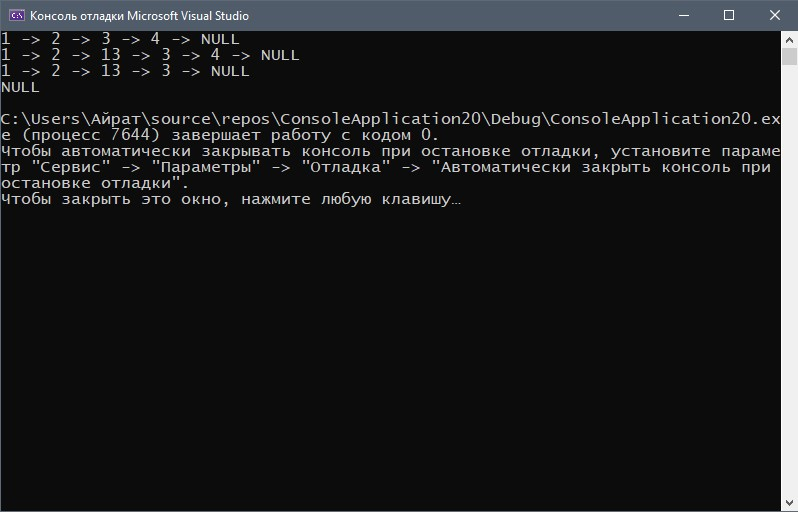 Консоль отладки Microsoft Visual Studio
1 -> 2 -> 3 -> 4 -> NULL
1 -> 2 -> 13 -> 3 -> 4 -> NULL
1 -> 2 -> 13 -> 3 -> NULL
NULL
C:\Users\Айрат\source\repos\ConsoleApplication20\Debug\ConsoleApplication20.ex
e (процесс 7644) завершает работу с кодом 0.
Чтобы автоматически закрывать консоль при остановке отладки, установите параме
тр "Сервис" -> "Параметры" -> "Отладка" -> "Автоматически закрыть консоль при
остановке отладки".
Чтобы закрыть это окно, нажмите любую клавишу…